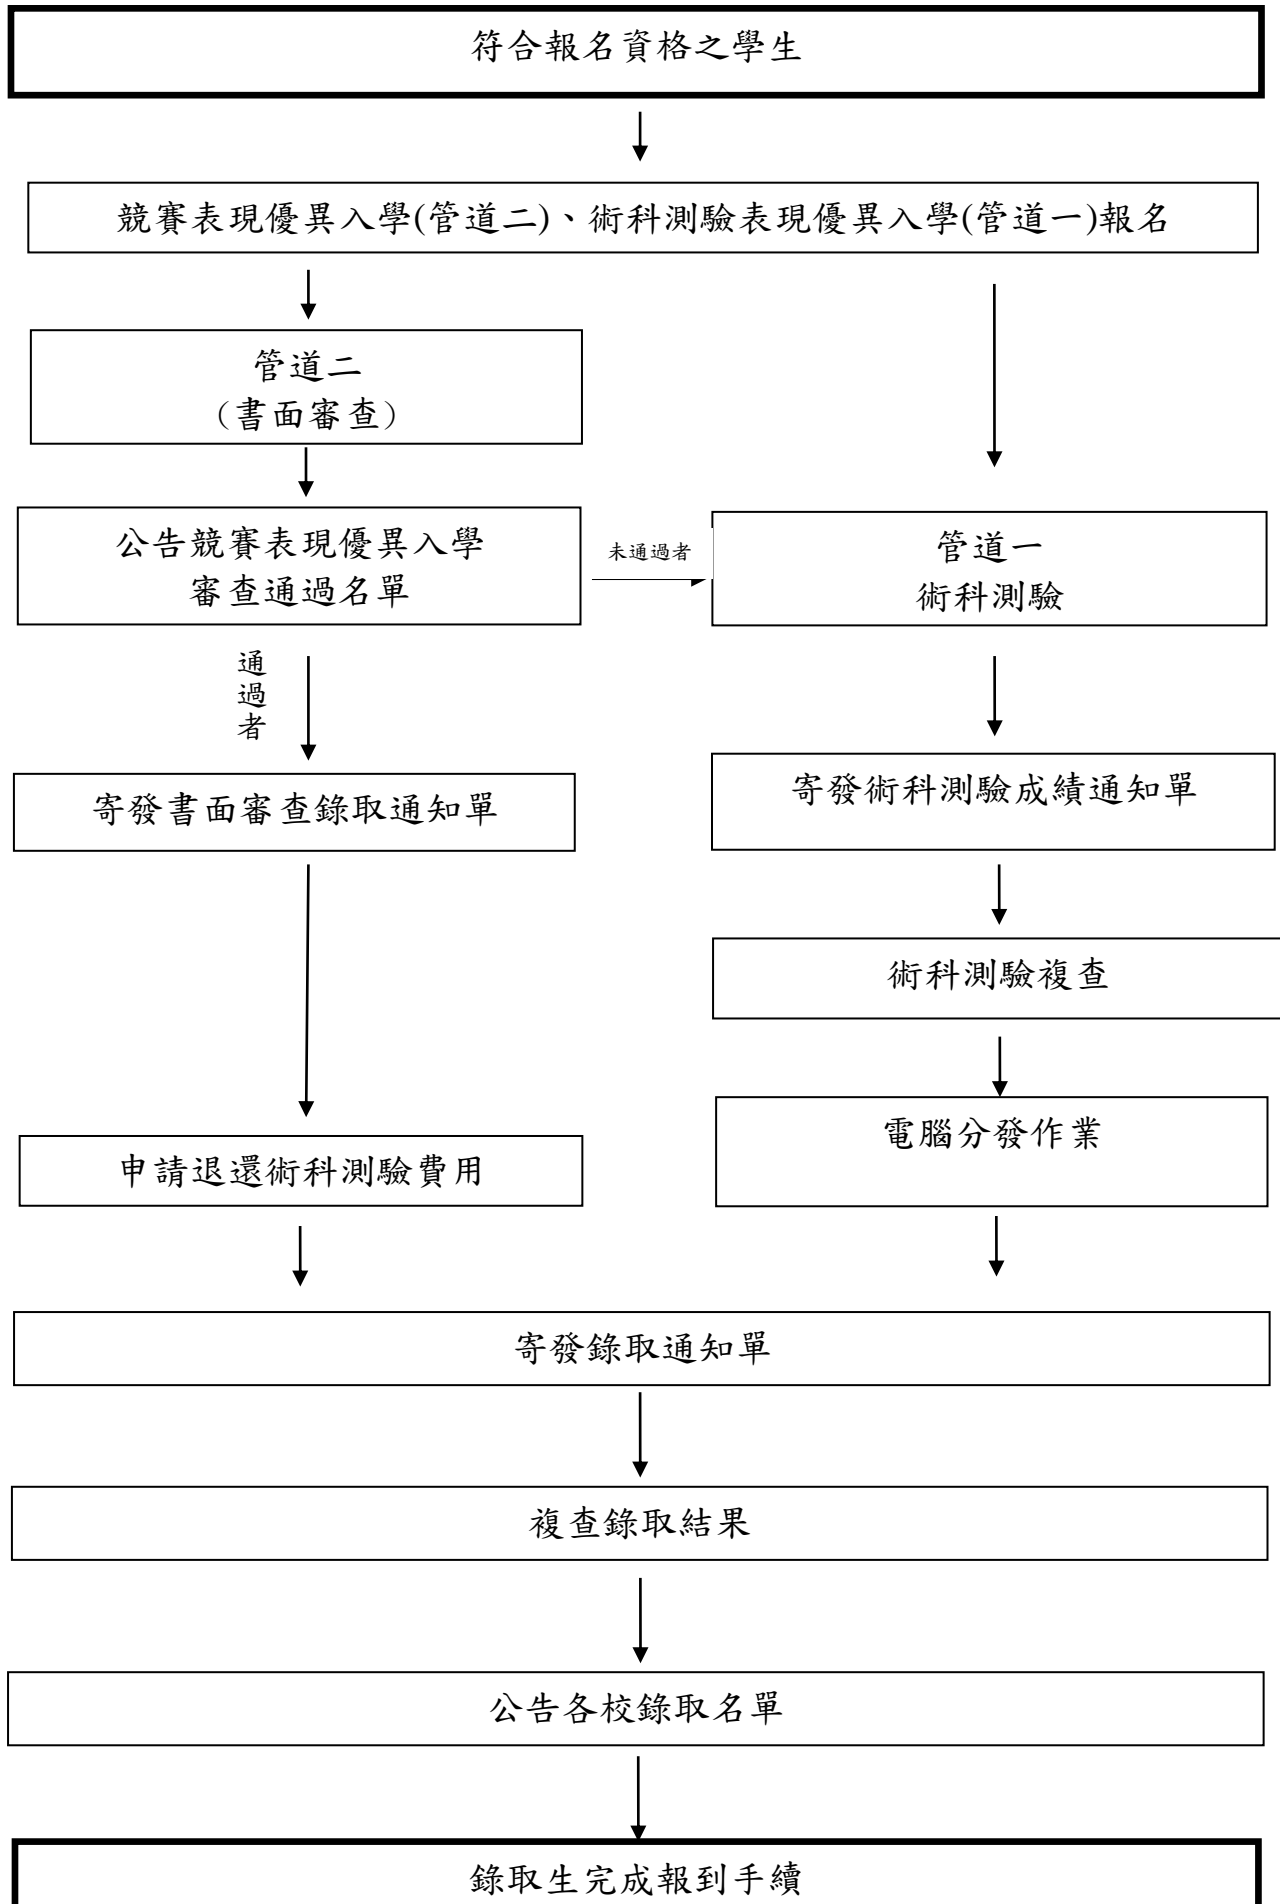 符合報名資格之學生
競賽表現優異入學(管道二)、術科測驗表現優異入學(管道一)報名
管道二
(書面審查)
公告競賽表現優異入學
審查通過名單
未通過者
管道一
術科測驗
通過者
寄發書面審查錄取通知單
寄發術科測驗成績通知單
術科測驗複查
電腦分發作業
申請退還術科測驗費用
寄發錄取通知單
複查錄取結果
公告各校錄取名單
錄取生完成報到手續